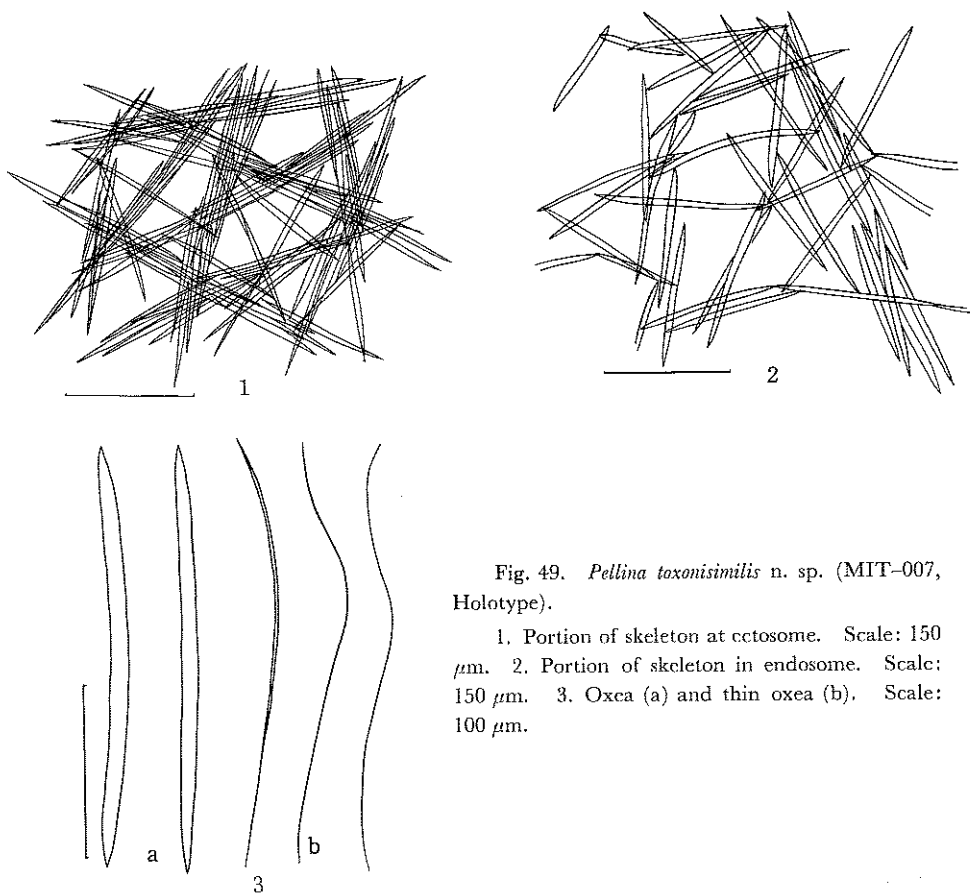 1
2
a
b
3
Fig. 49. Pellina toxonisimilis n. sp. (MIT–007,
Holotype).
1. Portion of skeleton at ectosome. Scale: 150
μm. 2. Portion of skeleton in endosome. Scale:
150 μm. 3. Oxea (a) and thin oxea (b). Scale:
100 μm.